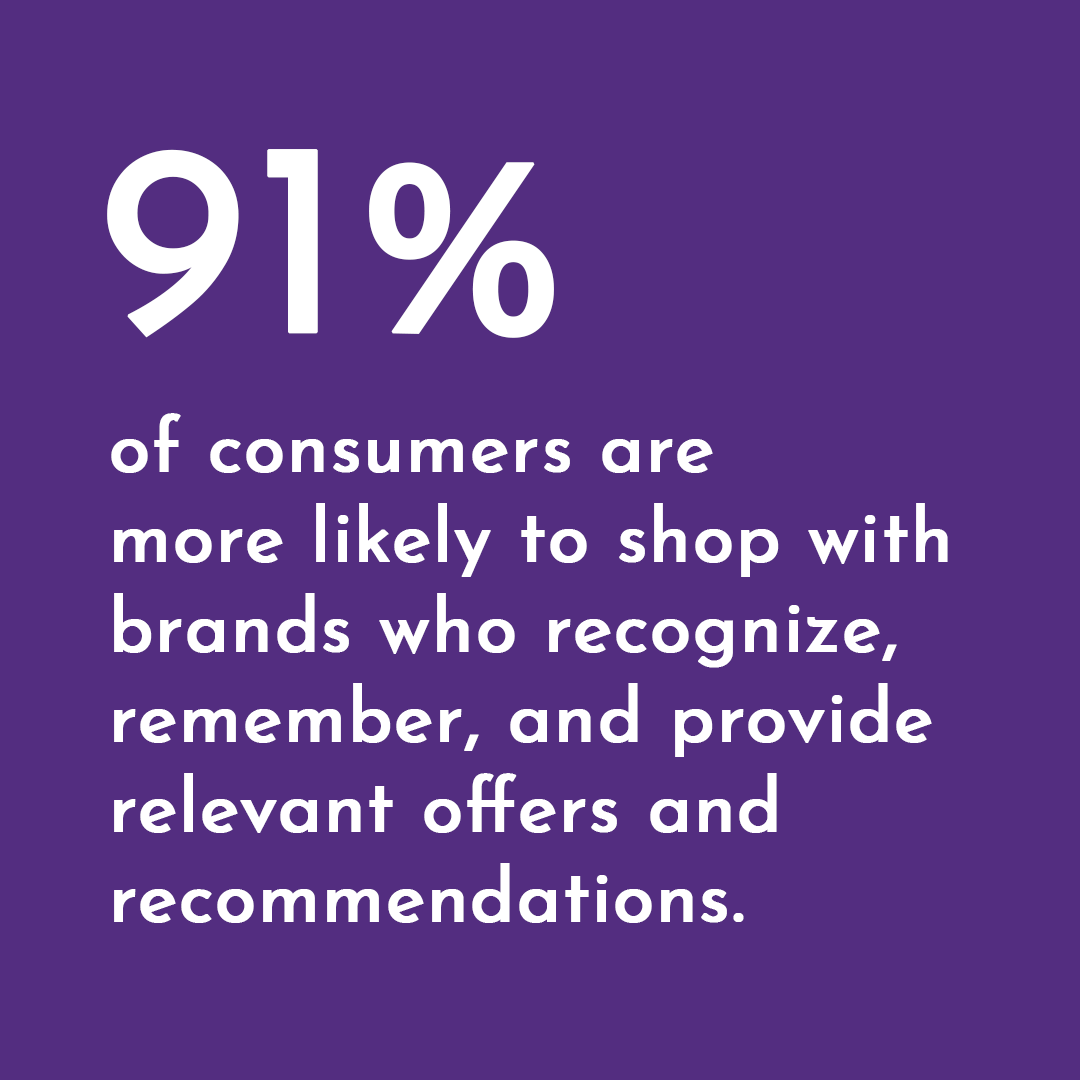 91%
of consumers are
more likely to shop with
brands who recognize,
remember, and provide
relevant offers and
recommendations.